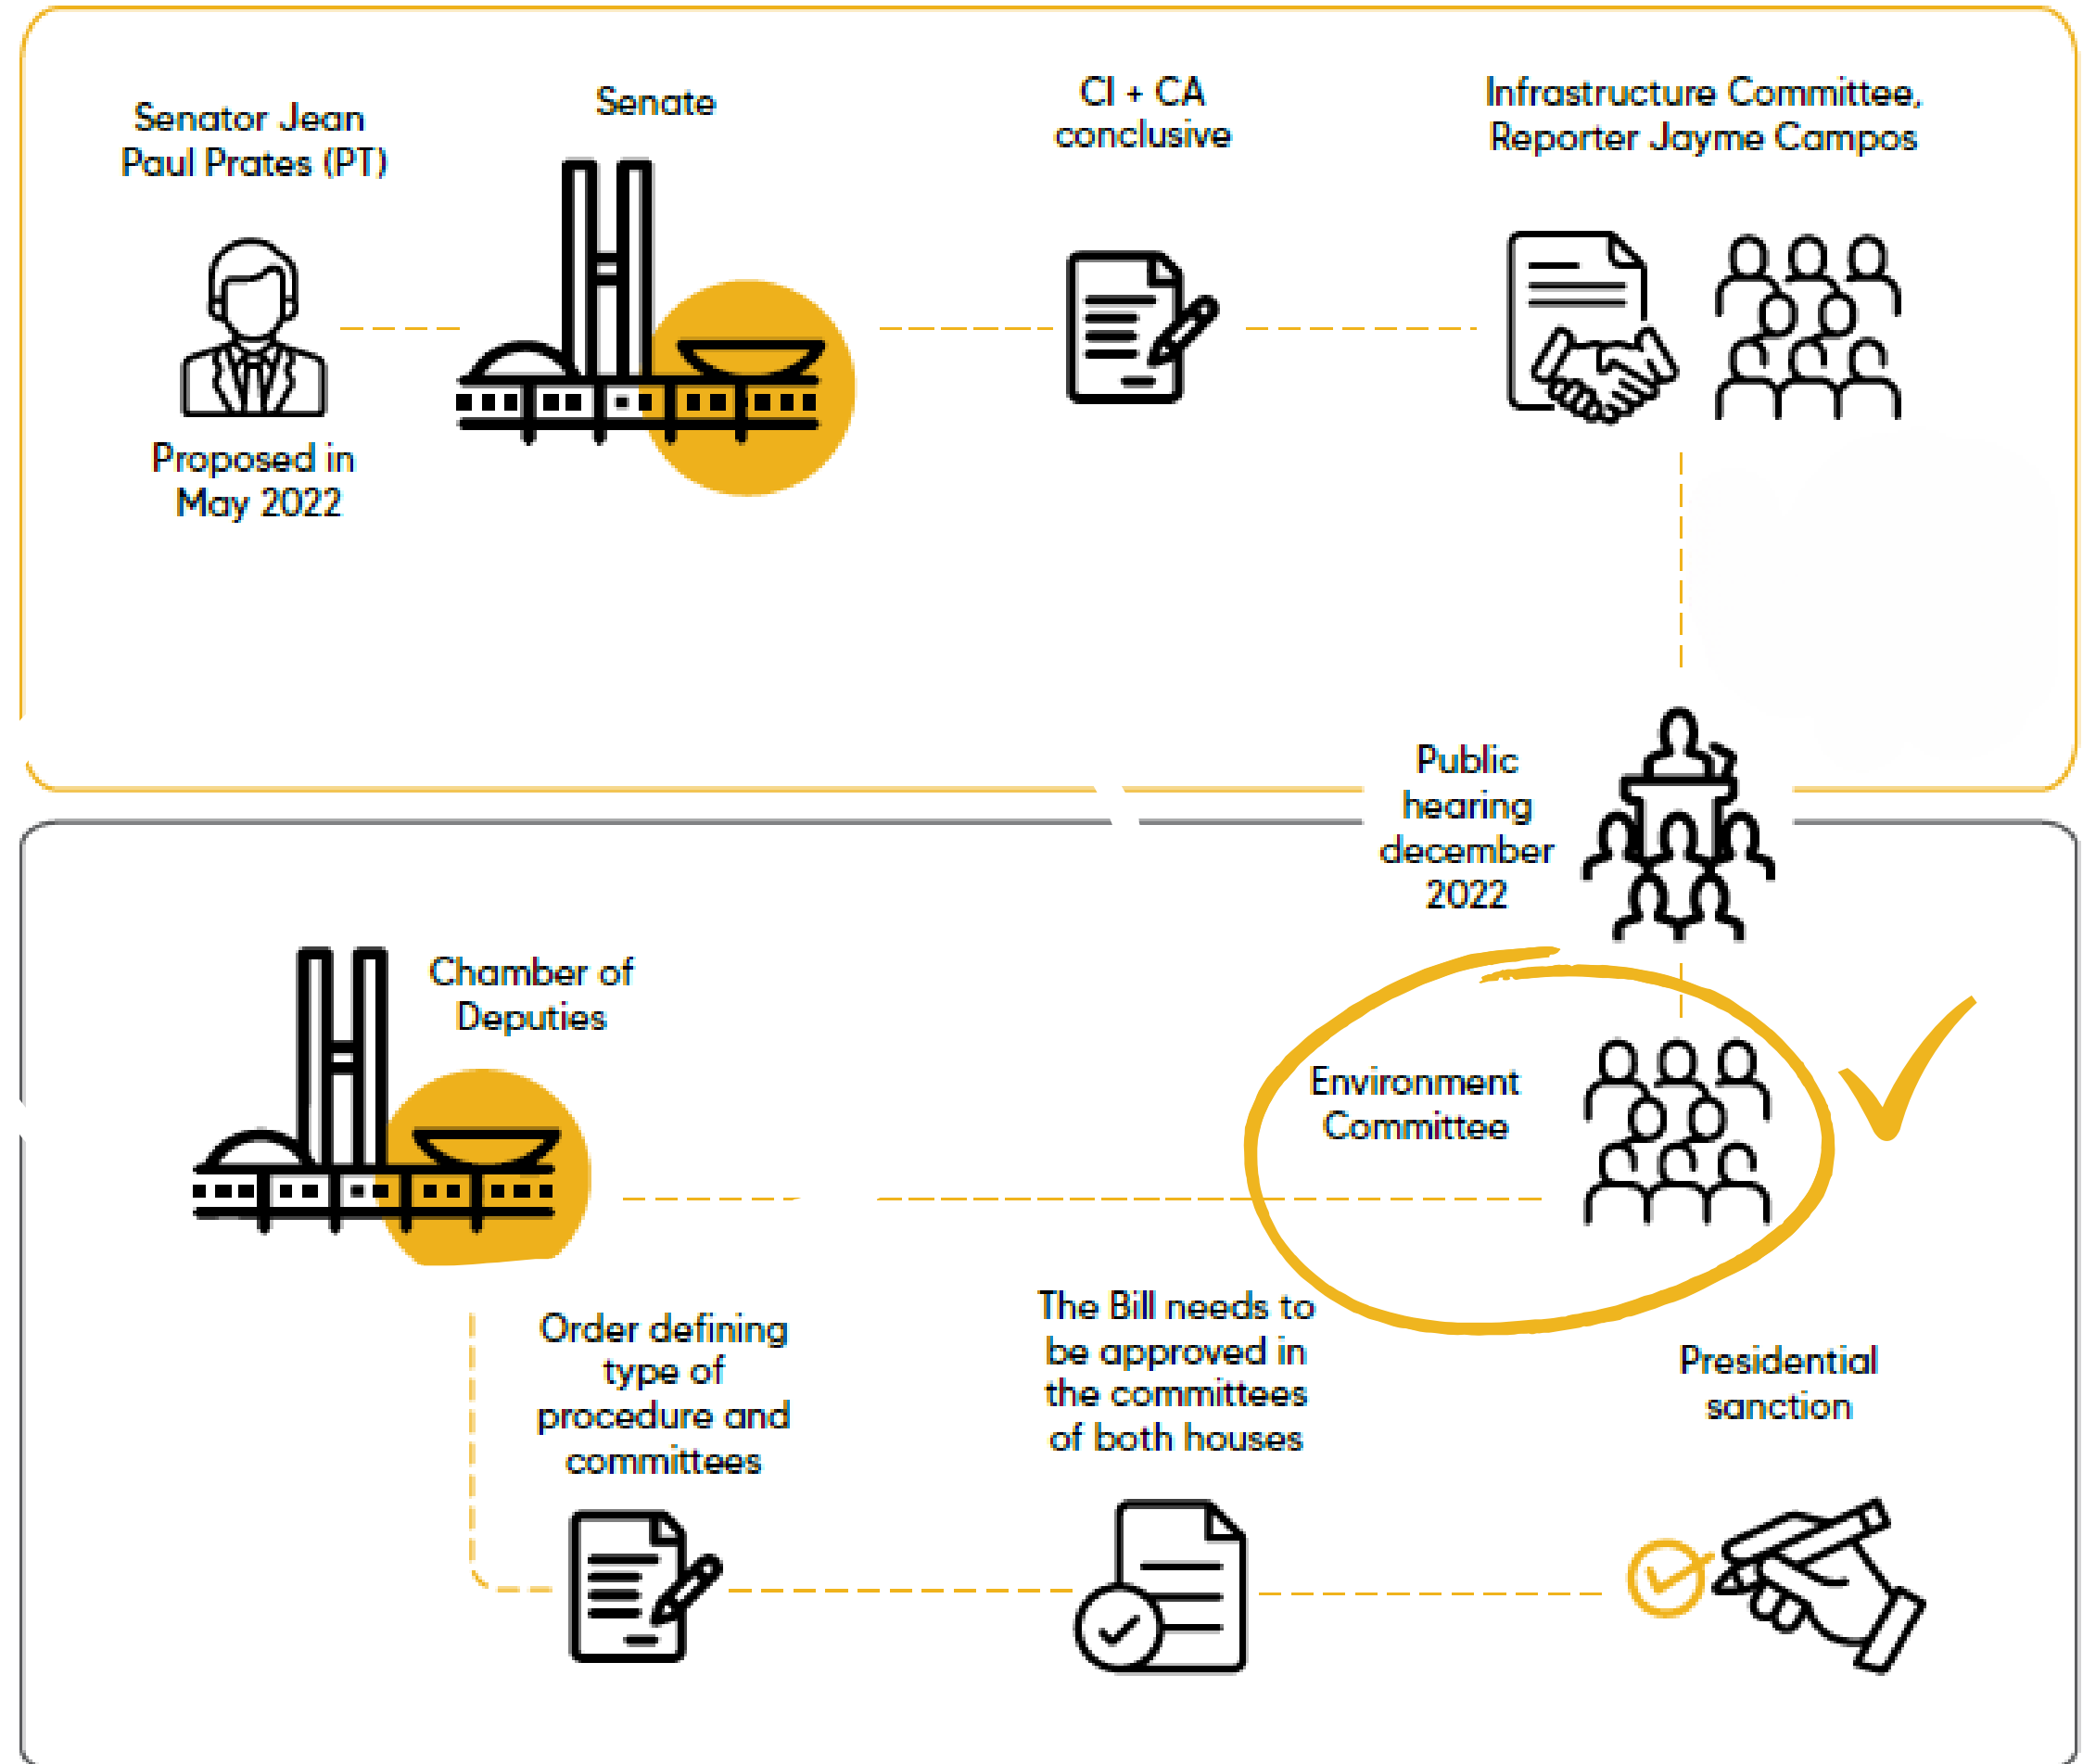 Senator Jean
Paul Prates (PT)
Proposed in
May 2022
Senate
CI + CA
conclusive
Infrastructure Committee,
Reporter Jayme Campos
Public
hearing
december
2022
Environment
Committee
Chamber of
Deputies
Order defining
type of
procedure and
committees
The Bill needs to
be approved in
the committees
of both houses
Presidential
sanction